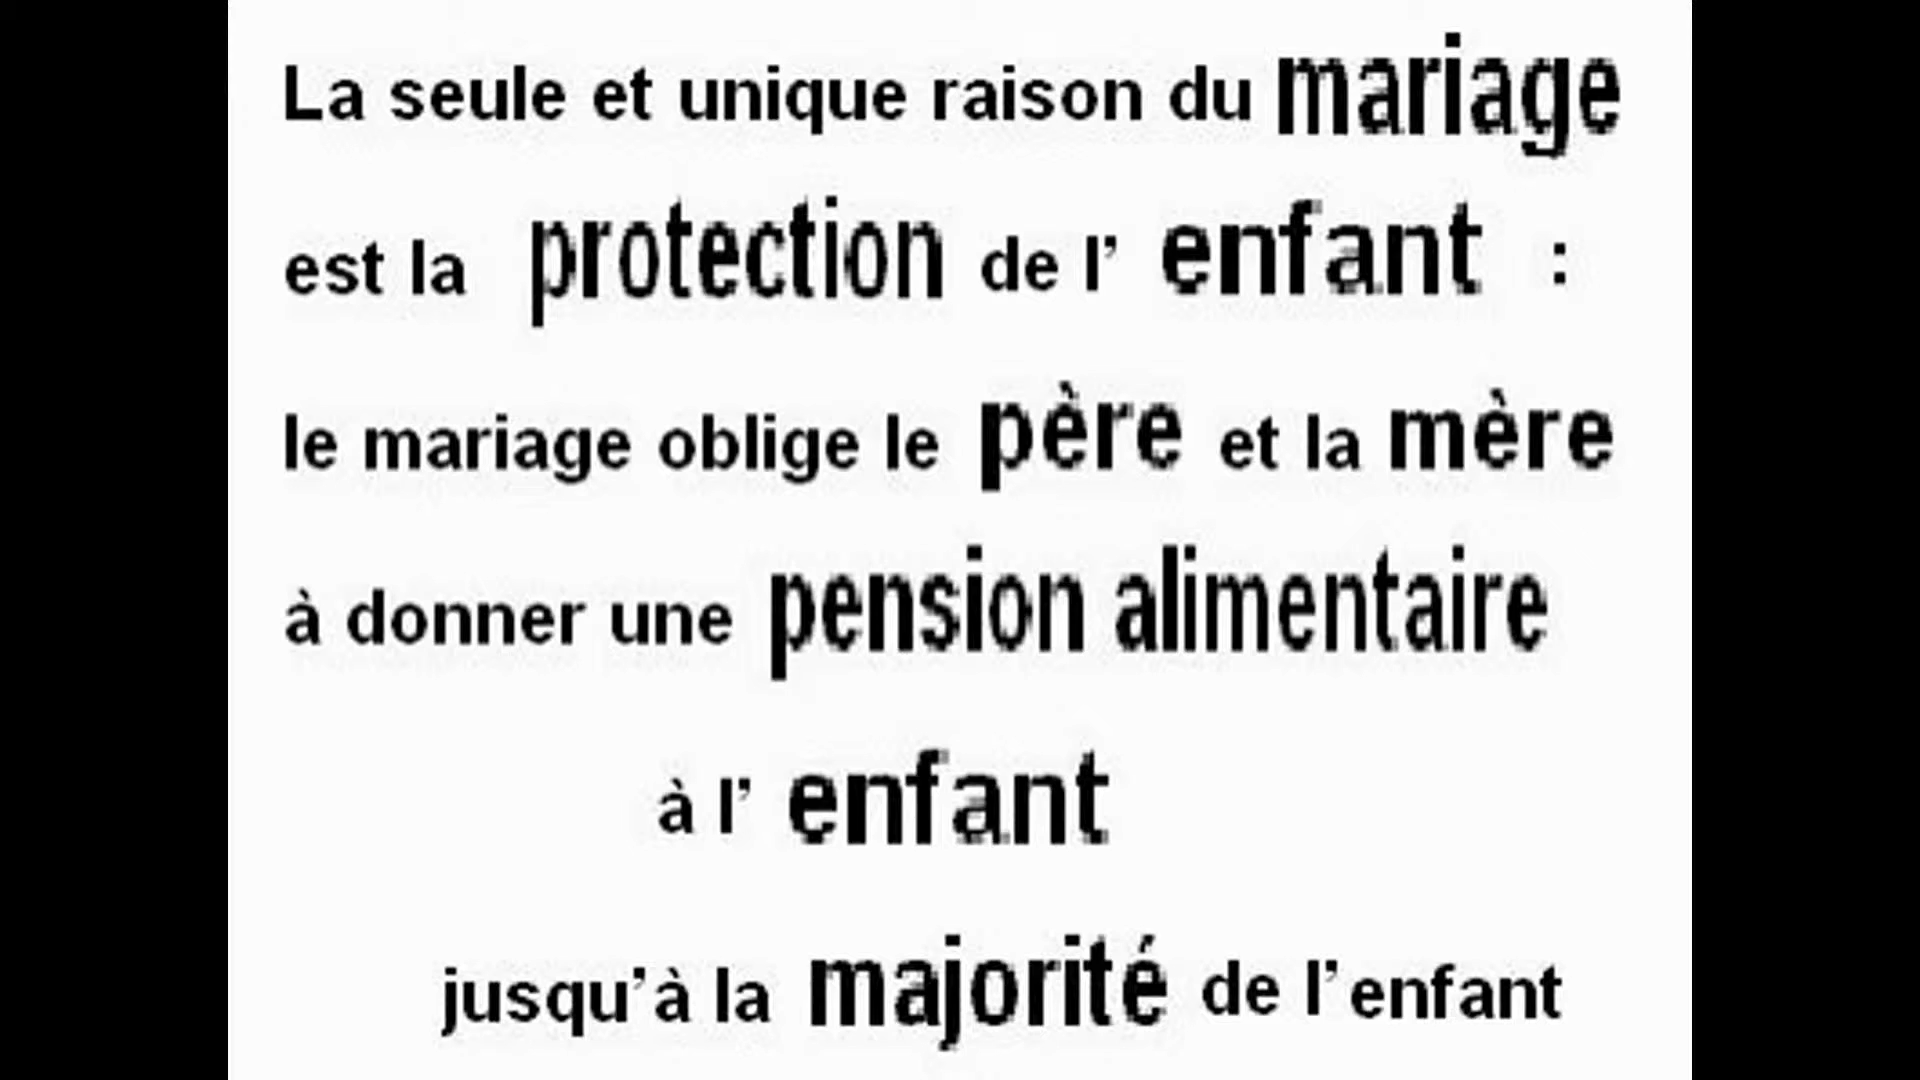 La seule et unique raison du mariage
est la protection de l’ enfant :
le mariage oblige le père et la mère
à donner une pension alimentaire
à l’ enfant
jusqu’à la majorité de l’enfant